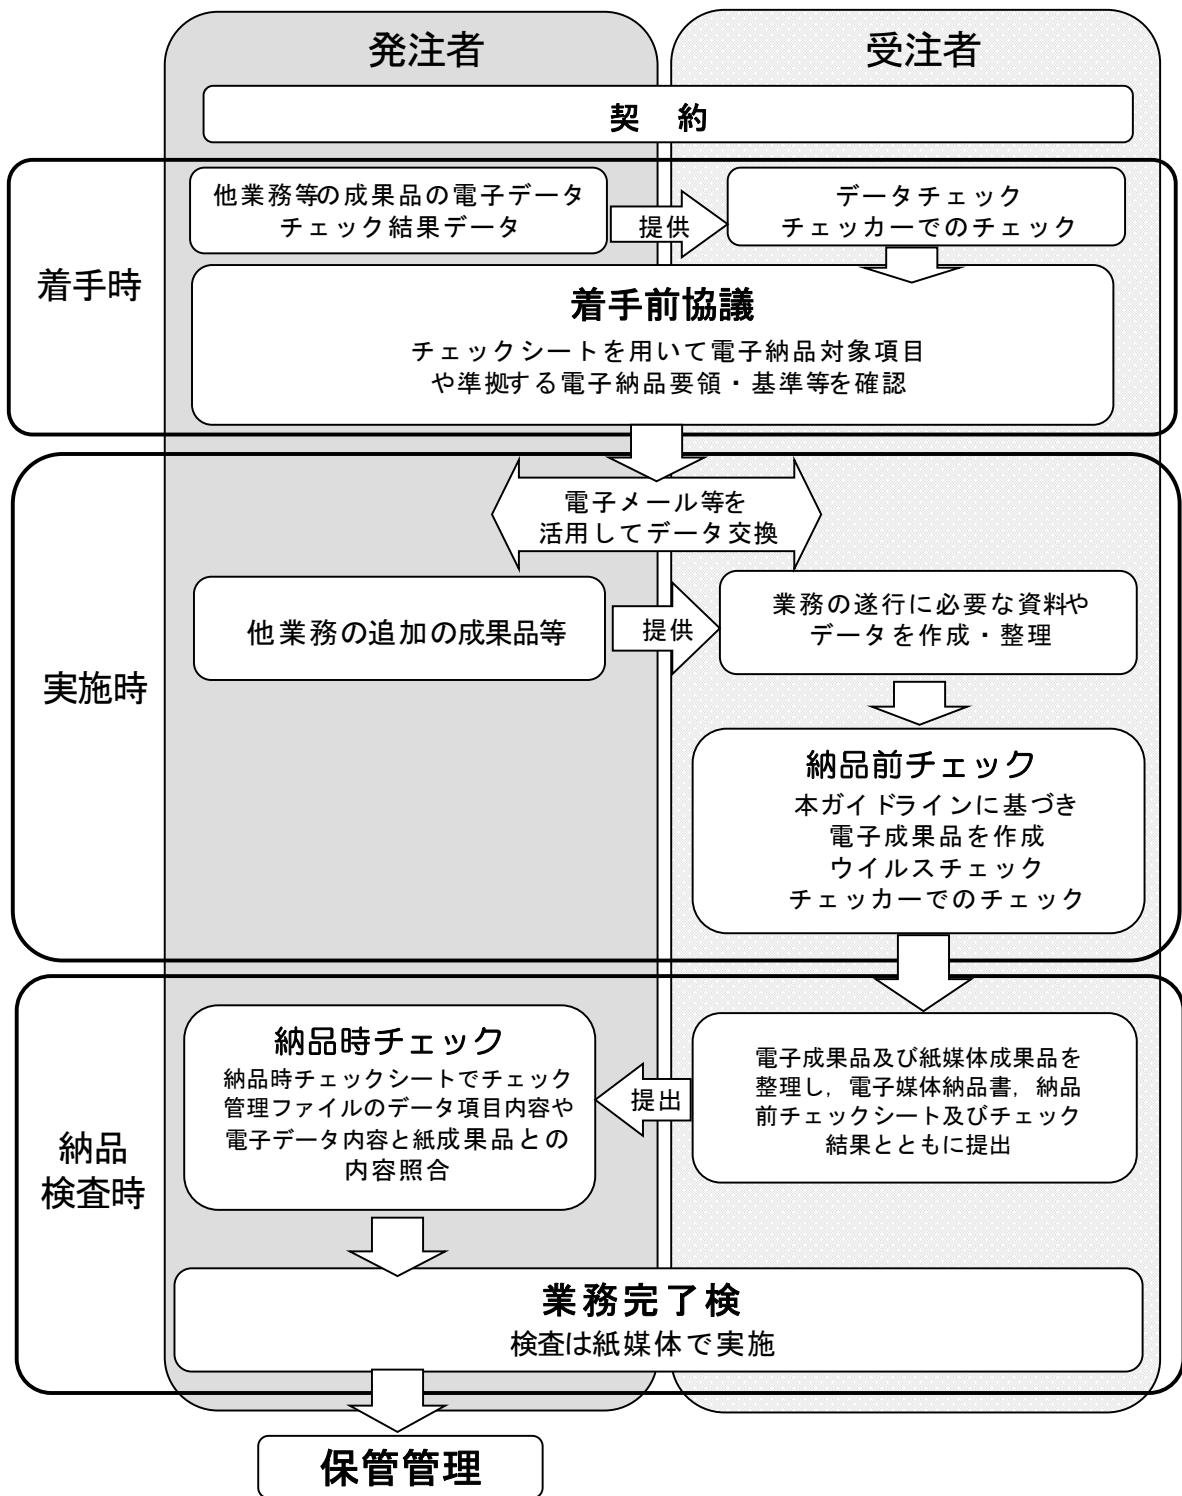 発注者
受注者
契 約
着手時
他業務等の成果品の電子データ
チェック結果データ
提供
データチェック
チェッカーでのチェック
着手前協議
チェックシートを用いて電子納品対象項目
や準拠する電子納品要領・基準等を確認
実施時
電子メール等を
活用してデータ交換
他業務の追加の成果品等
提供
業務の遂行に必要な資料や
データを作成・整理
納品前チェック
本ガイドラインに基づき
電子成果品を作成
ウイルスチェック
チェッカーでのチェック
納品
検査時
納品時チェック
納品時チェックシートでチェック
管理ファイルのデータ項目内容や
電子データ内容と紙成果品との
内容照合
提出
電子成果品及び紙媒体成果品を
整理し，電子媒体納品書，納品
前チェックシート及びチェック
結果とともに提出
業務完了検
検査は紙媒体で実施
保管管理